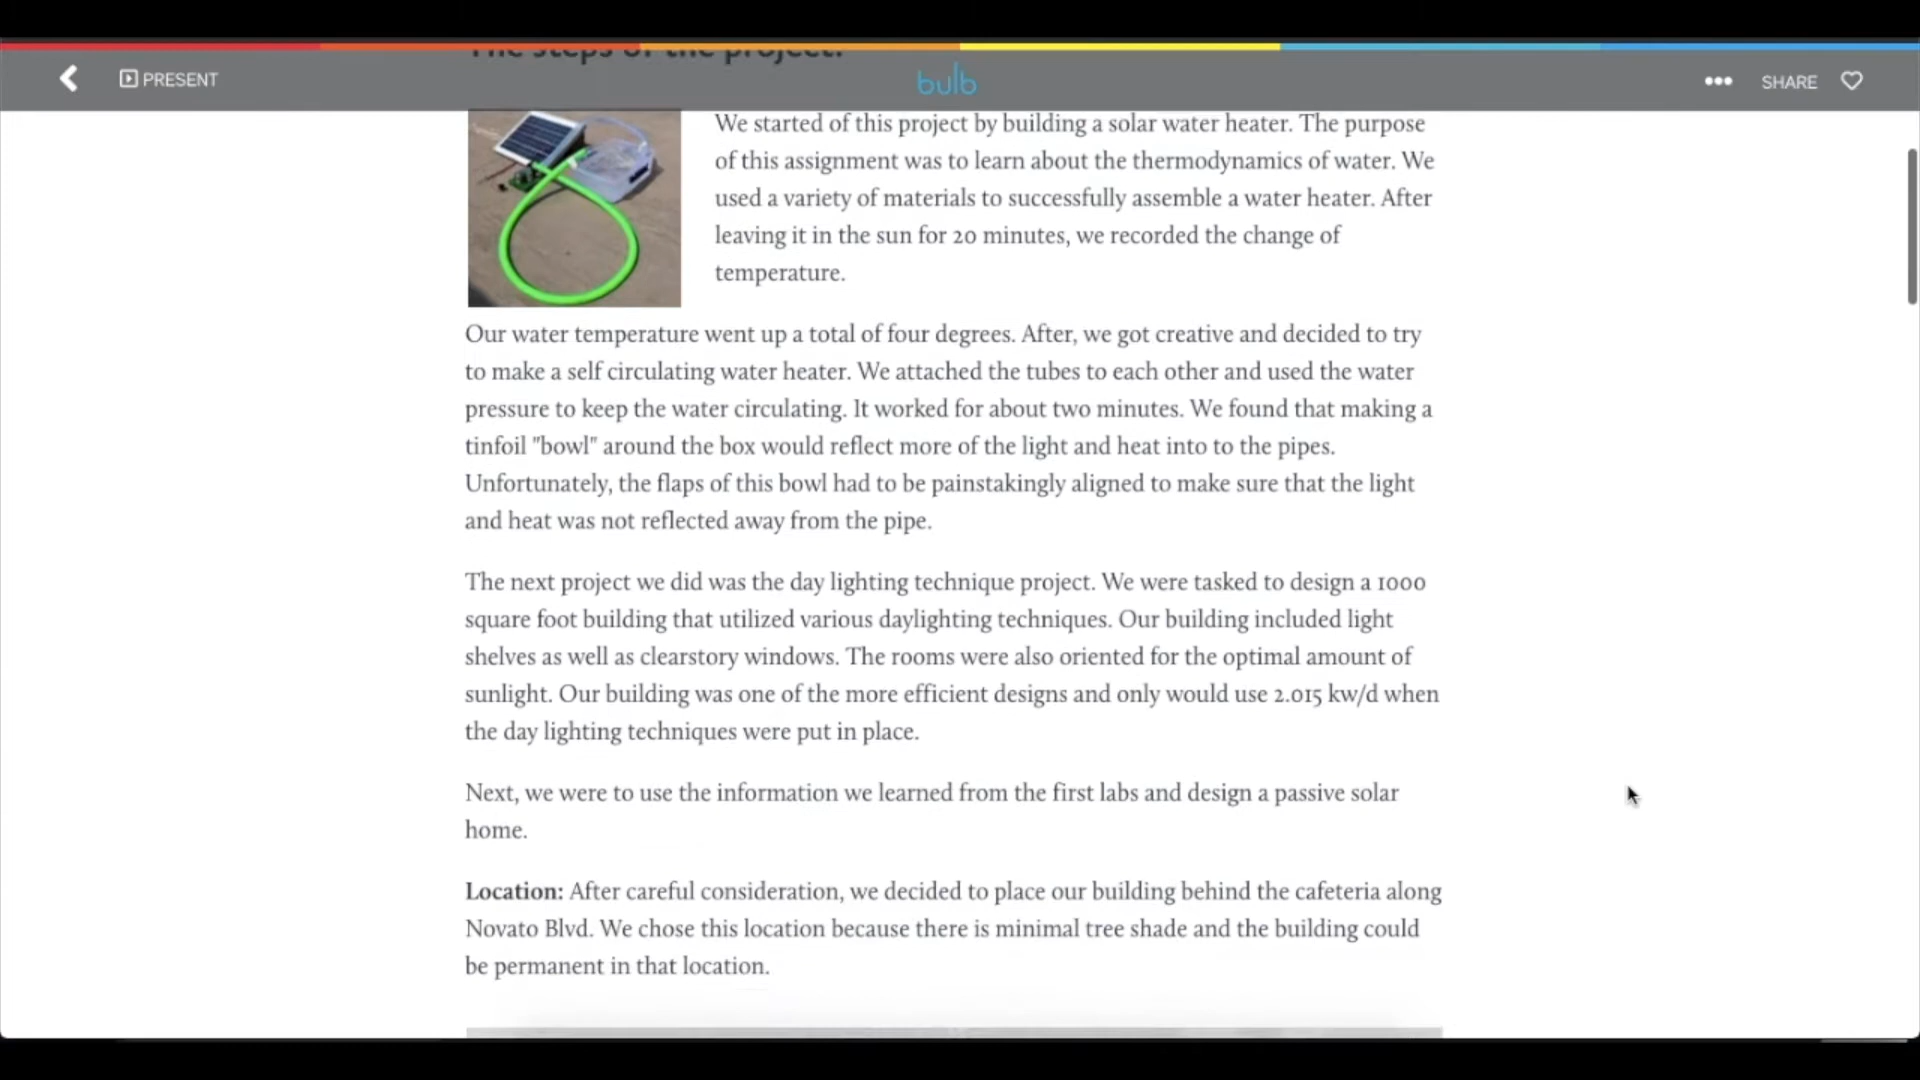 The steps of the project:
PRESENT
bulb
SHARE
We started of this project by building a solar water heater. The purpose
of this assignment was to learn about the thermodynamics of water. We
used a variety of materials to successfully assemble a water heater. After
leaving it in the sun for 20 minutes, we recorded the change of
temperature.
Our water temperature went up a total of four degrees. After, we got creative and decided to try
to make a self circulating water heater. We attached the tubes to each other and used the water
pressure to keep the water circulating. It worked for about two minutes. We found that making a
tinfoil "bowl" around the box would reflect more of the light and heat into to the pipes.
Unfortunately, the flaps of this bowl had to be painstakingly aligned to make sure that the light
and heat was not reflected away from the pipe.
The next project we did was the day lighting technique project. We were tasked to design a 1000
square foot building that utilized various daylighting techniques. Our building included light
shelves as well as clearstory windows. The rooms were also oriented for the optimal amount of
sunlight. Our building was one of the more efficient designs and only would use 2.015 kw/d when
the day lighting techniques were put in place.
Next, we were to use the information we learned from the first labs and design a passive solar
home.
Location: After careful consideration, we decided to place our building behind the cafeteria along
Novato Blvd. We chose this location because there is minimal tree shade and the building could
be permanent in that location.